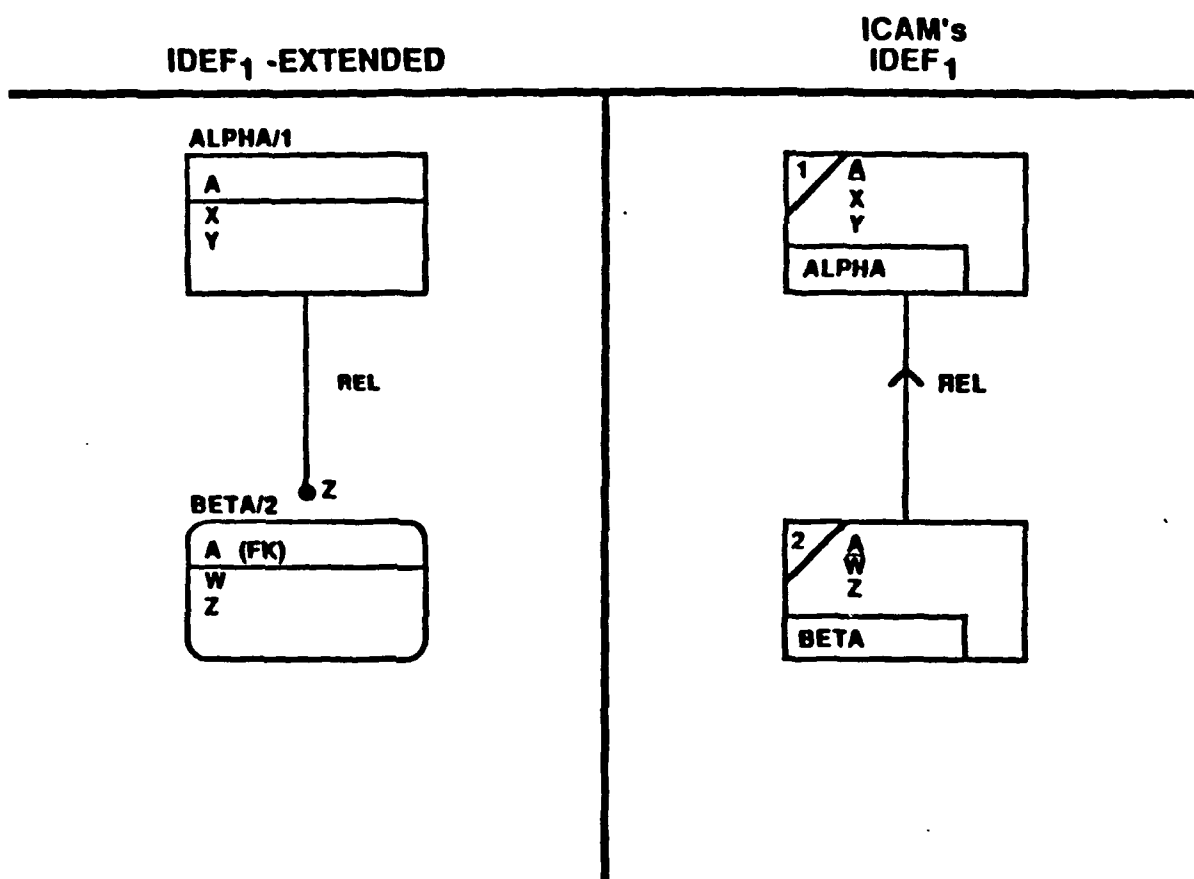 IDEF1 -EXTENDED
ICAM's
IDEF1
ALPHA/1
A
X
Y
REL
Z
BETA/2
A (FK)
W
Z
1
A
X
Y
ALPHA
REL
2
A
W
Z
BETA